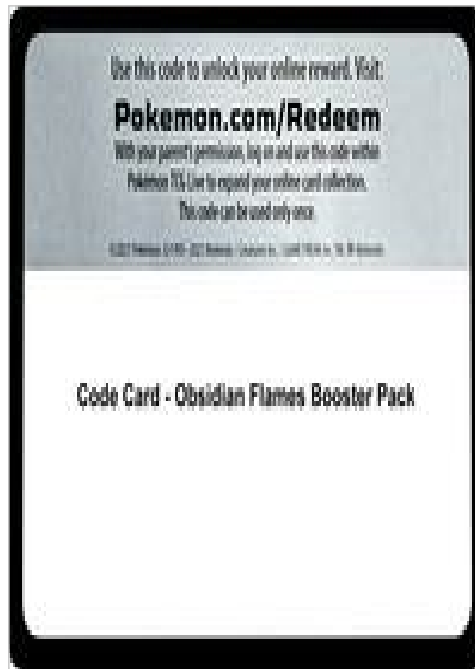 Use this code to unlock your online reward. Visit:
Pokemon.com/Redeem
With your parent's permission, log on and use this code within
Pokémon TCG Live to expand your online card collection.
This code can be used only once.
Code Card - Obsidian Flames Booster Pack